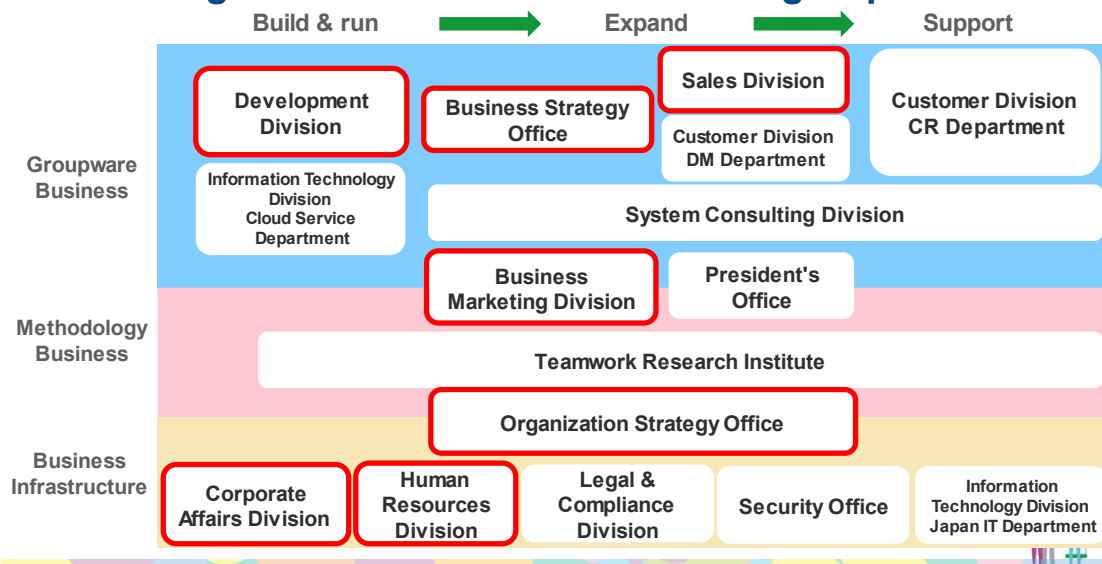 Build & run
Expand
Support
Groupware
Business
Development
Division
Business Strategy
Office
Sales Division
Customer Division
DM Department
Customer Division
CR Department
Information Technology
Division
Cloud Service
Department
System Consulting Division
Business
Marketing Division
President's
Office
Methodology
Business
Teamwork Research Institute
Organization Strategy Office
Business
Infrastructure
Corporate
Affairs Division
Human
Resources
Division
Legal &
Compliance
Division
Security Office
Information
Technology Division
Japan IT Department